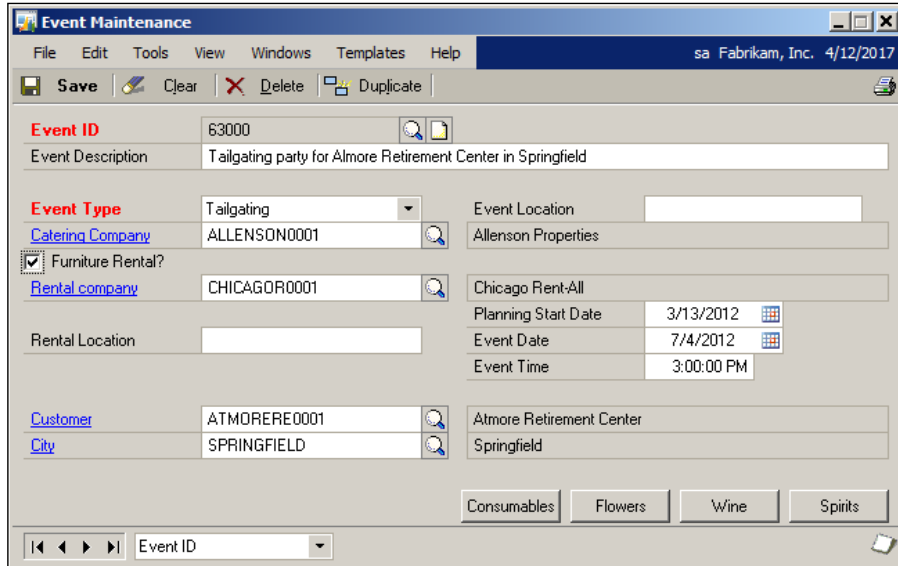 Event Maintenance
File Edit Tools View Windows Templates Help sa Fabrikam, Inc. 4/12/2017
Save Clear Delete Duplicate
Event ID 63000
Event Description Tailgating party for Almore Retirement Center in Springfield
Event Type Tailgating Event Location
Catering Company ALLENSON0001 Allenson Properties
Furniture Rental?
Rental company CHICAGOR0001 Chicago Rent-All
Planning Start Date 3/13/2012
Rental Location Event Date 7/4/2012
Event Time 3:00:00 PM
Customer ATMORERE0001 Atmore Retirement Center
City SPRINGFIELD Springfield
Consumables Flowers Wine Spirits
Event ID